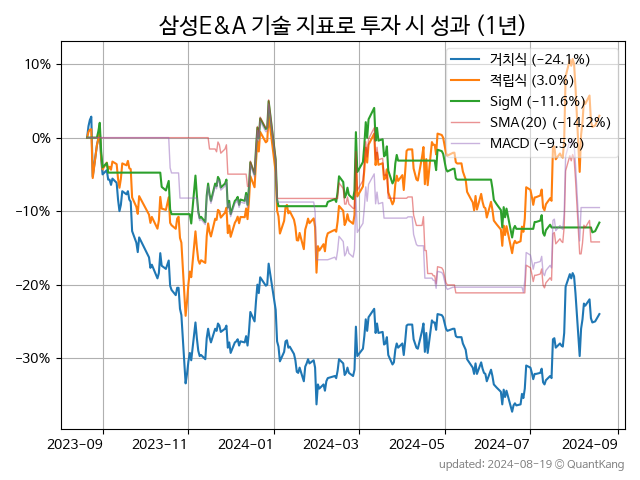 삼성E&A 기술 지표로 투자 시 성과 (1년)
거치식 (−24.1%)
적립식 (3.0%)
SigM (−11.6%)
SMA(20) (−14.2%)
MACD (−9.5%)
10%
0%
−10%
−20%
−30%
2023-09 2023-11 2024-01 2024-03 2024-05 2024-07 2024-09
updated: 2024-08-19 © QuantKang